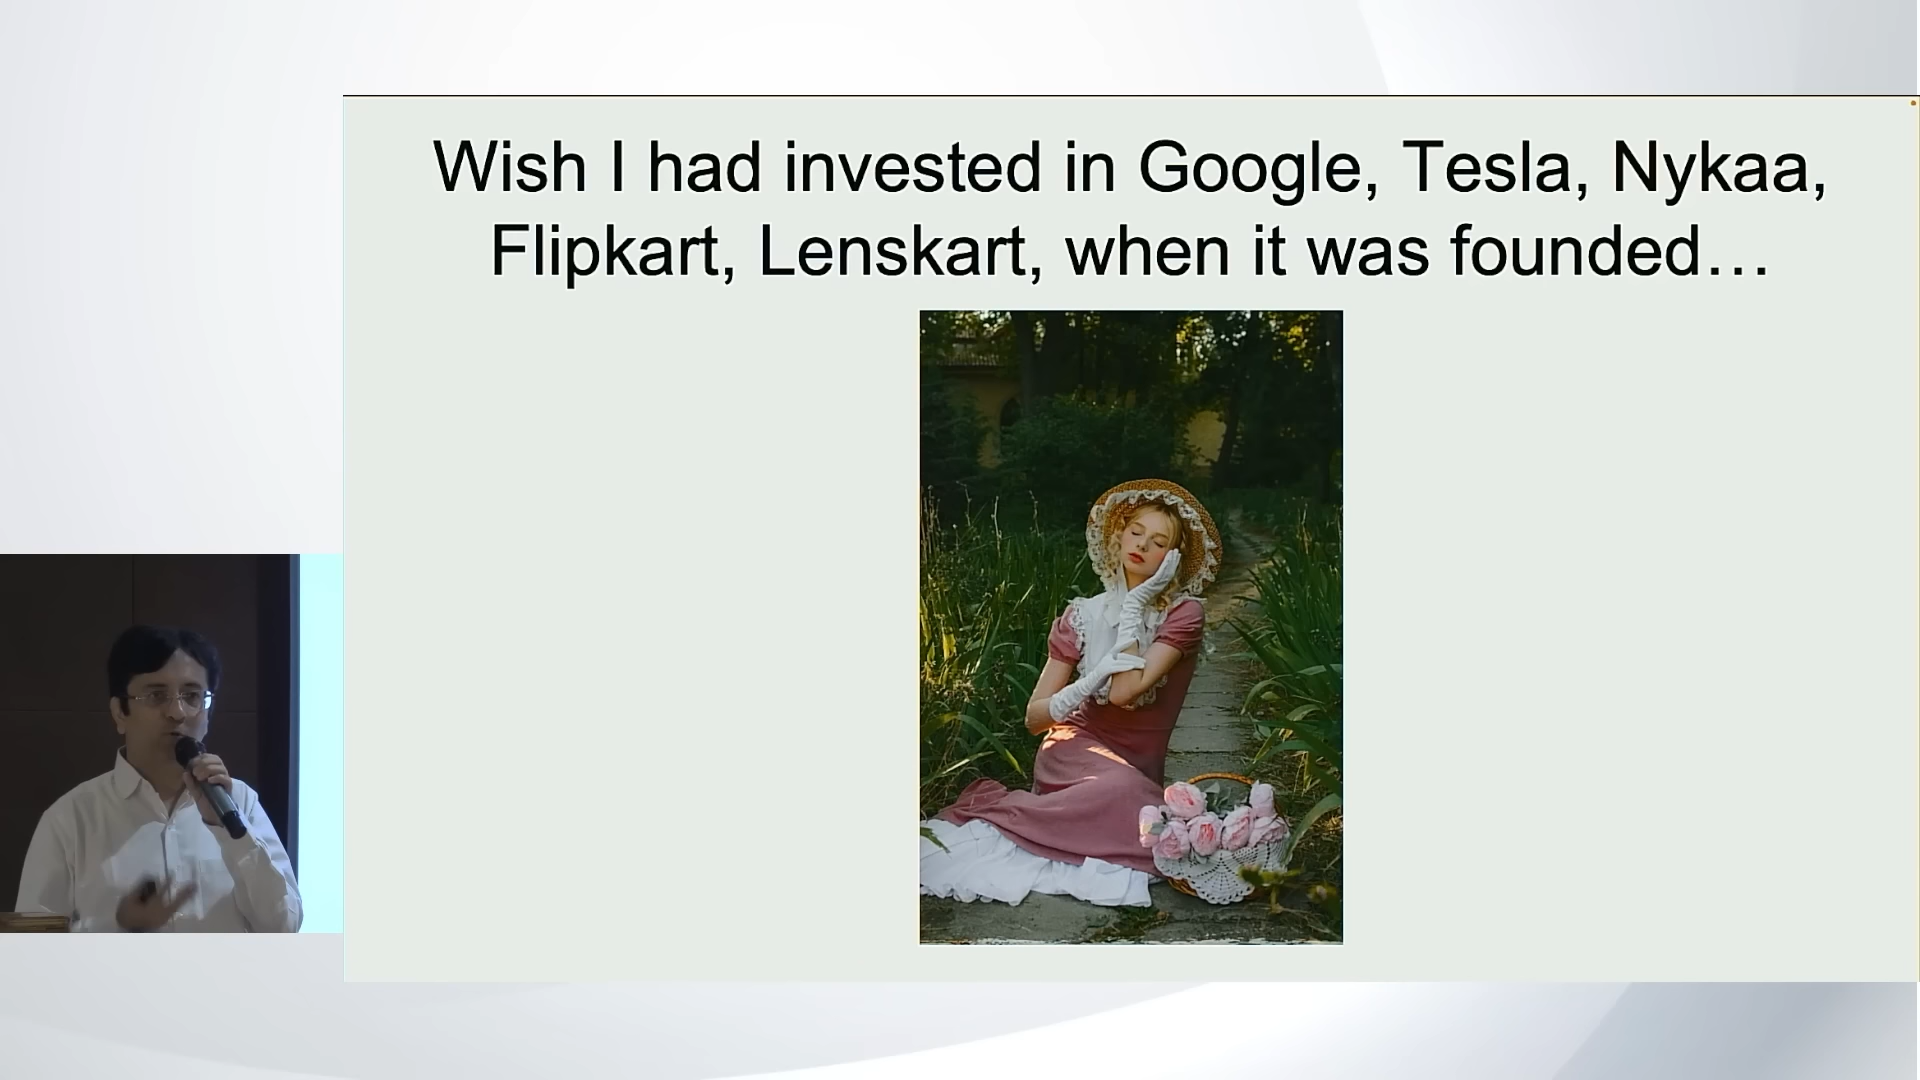 Wish I had invested in Google, Tesla, Nykaa,
Flipkart, Lenskart, when it was founded…